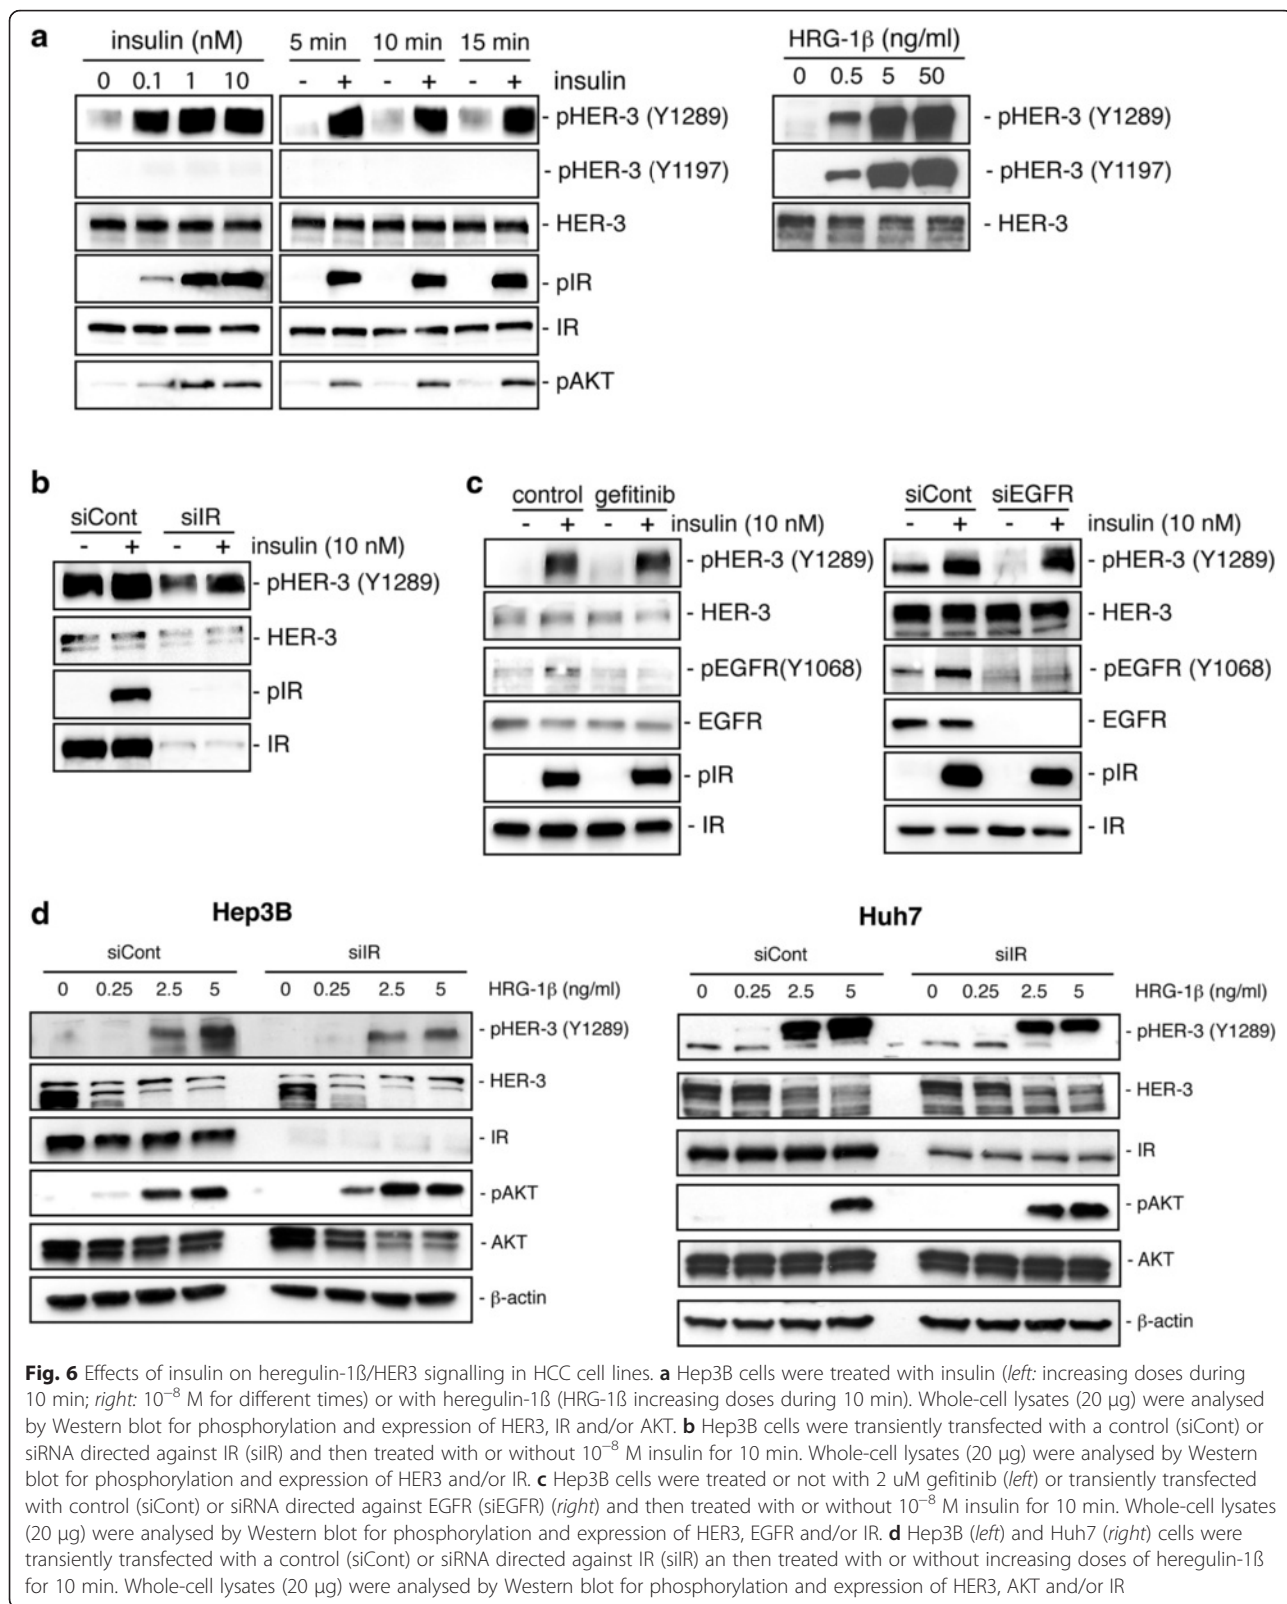 a
insulin (nM) 5 min 10 min 15 min
0 0.1 1 10 - + - + - + insulin
- pHER-3 (Y1289)
- pHER-3 (Y1197)
- HER-3
- pIR
- IR
- pAKT
HRG-1β (ng/ml)
0 0.5 5 50
- pHER-3 (Y1289)
- pHER-3 (Y1197)
- HER-3
b
siCont siIR
- + - + insulin (10 nM)
- pHER-3 (Y1289)
- HER-3
- pIR
- IR
c
control gefitinib
- + - + insulin (10 nM)
- pHER-3 (Y1289)
- HER-3
- pEGFR(Y1068)
- EGFR
- pIR
- IR
siCont siEGFR
- + - + insulin (10 nM)
- pHER-3 (Y1289)
- HER-3
- pEGFR (Y1068)
- EGFR
- pIR
- IR
d
Hep3B
siCont siIR
0 0.25 2.5 5 0 0.25 2.5 5 HRG-1β (ng/ml)
- pHER-3 (Y1289)
- HER-3
- IR
- pAKT
- AKT
- β-actin
Huh7
siCont siIR
0 0.25 2.5 5 0 0.25 2.5 5 HRG-1β (ng/ml)
- pHER-3 (Y1289)
- HER-3
- IR
- pAKT
- AKT
- β-actin
Fig. 6 Effects of insulin on heregulin-1ß/HER3 signalling in HCC cell lines. a Hep3B cells were treated with insulin (left: increasing doses during
10 min; right: 10⁻⁸ M for different times) or with heregulin-1ß (HRG-1ß increasing doses during 10 min). Whole-cell lysates (20 μg) were analysed
by Western blot for phosphorylation and expression of HER3, IR and/or AKT. b Hep3B cells were transiently transfected with a control (siCont) or
siRNA directed against IR (siIR) and then treated with or without 10⁻⁸ M insulin for 10 min. Whole-cell lysates (20 μg) were analysed by Western
blot for phosphorylation and expression of HER3 and/or IR. c Hep3B cells were treated or not with 2 uM gefitinib (left) or transiently transfected
with control (siCont) or siRNA directed against EGFR (siEGFR) (right) and then treated with or without 10⁻⁸ M insulin for 10 min. Whole-cell lysates
(20 μg) were analysed by Western blot for phosphorylation and expression of HER3, EGFR and/or IR. d Hep3B (left) and Huh7 (right) cells were
transiently transfected with a control (siCont) or siRNA directed against IR (siIR) an then treated with or without increasing doses of heregulin-1ß
for 10 min. Whole-cell lysates (20 μg) were analysed by Western blot for phosphorylation and expression of HER3, AKT and/or IR